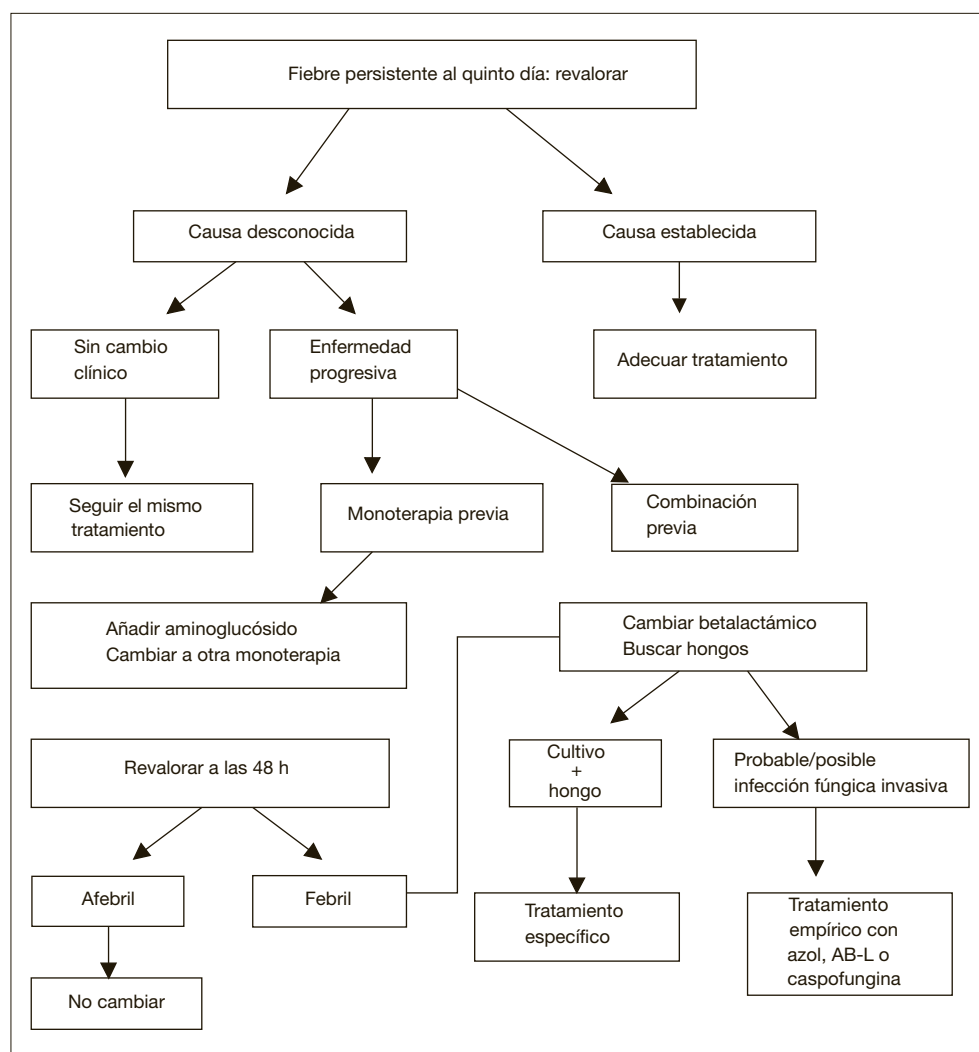 Fiebre persistente al quinto día: revalorar
Causa desconocida
Causa establecida
Sin cambio
clínico
Enfermedad
progresiva
Adecuar tratamiento
Seguir el mismo
tratamiento
Monoterapia previa
Combinación
previa
Añadir aminoglucósido
Cambiar a otra monoterapia
Cambiar betalactámico
Buscar hongos
Revalorar a las 48 h
Cultivo
+
hongo
Probable/posible
infección fúngica invasiva
Afebril
Febril
Tratamiento
específico
Tratamiento
empírico con
azol, AB-L o
caspofungina
No cambiar